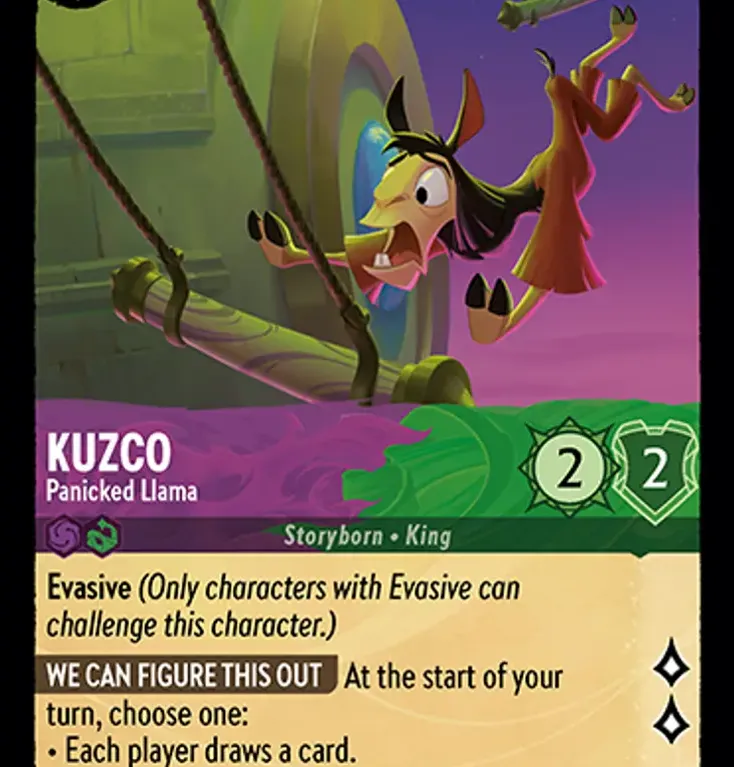 KUZCO
Panicked Llama
2 2
Storyborn • King
Evasive (Only characters with Evasive can
challenge this character.)
WE CAN FIGURE THIS OUT At the start of your
turn, choose one:
• Each player draws a card.